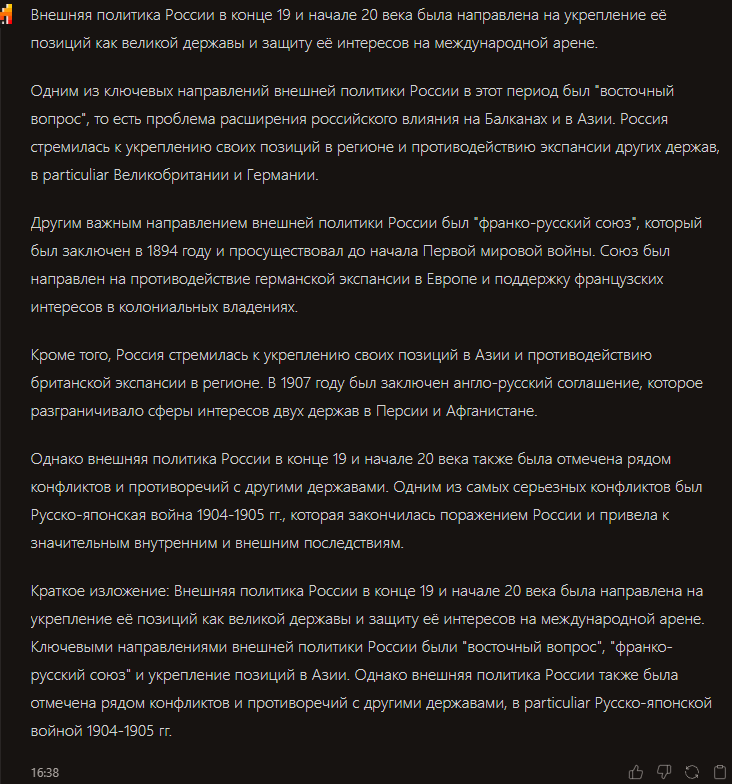 Внешняя политика России в конце 19 и начале 20 века была направлена на укрепление её
позиций как великой державы и защиту её интересов на международной арене.
Одним из ключевых направлений внешней политики России в этот период был "восточный
вопрос", то есть проблема расширения российского влияния на Балканах и в Азии. Россия
стремилась к укреплению своих позиций в регионе и противодействию экспансии других держав,
в particuliar Великобритании и Германии.
Другим важным направлением внешней политики России был "франко-русский союз", который
был заключен в 1894 году и просуществовал до начала Первой мировой войны. Союз был
направлен на противодействие германской экспансии в Европе и поддержку французских
интересов в колониальных владениях.
Кроме того, Россия стремилась к укреплению своих позиций в Азии и противодействию
британской экспансии в регионе. В 1907 году был заключен англо-русский соглашение, которое
разграничивало сферы интересов двух держав в Персии и Афганистане.
Однако внешняя политика России в конце 19 и начале 20 века также была отмечена рядом
конфликтов и противоречий с другими державами. Одним из самых серьезных конфликтов был
Русско-японская война 1904-1905 гг., которая закончилась поражением России и привела к
значительным внутренним и внешним последствиям.
Краткое изложение: Внешняя политика России в конце 19 и начале 20 века была направлена на
укрепление её позиций как великой державы и защиту её интересов на международной арене.
Ключевыми направлениями внешней политики России были "восточный вопрос", "франко-
русский союз" и укрепление позиций в Азии. Однако внешняя политика России также была
отмечена рядом конфликтов и противоречий с другими державами, в particuliar Русско-японской
войной 1904-1905 гг.
16:38